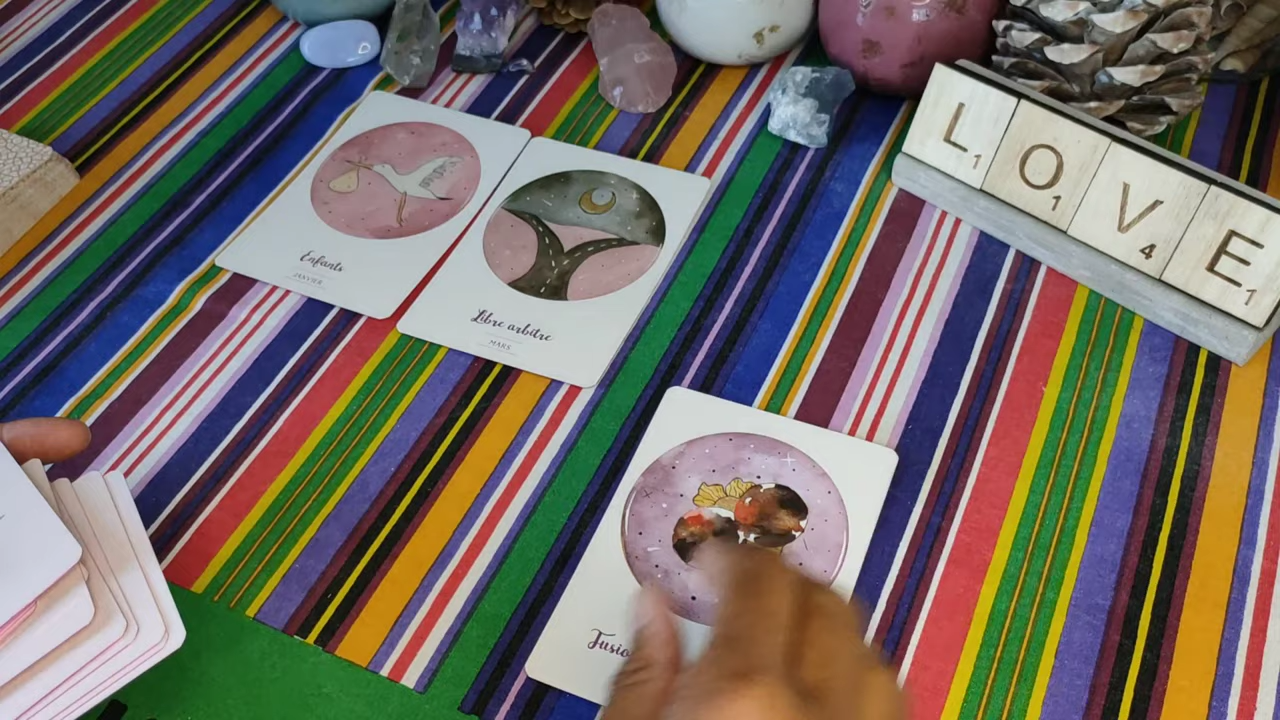 Enfants
JANVIER
Libre arbitre
MARS
L1 O1 V4 E1